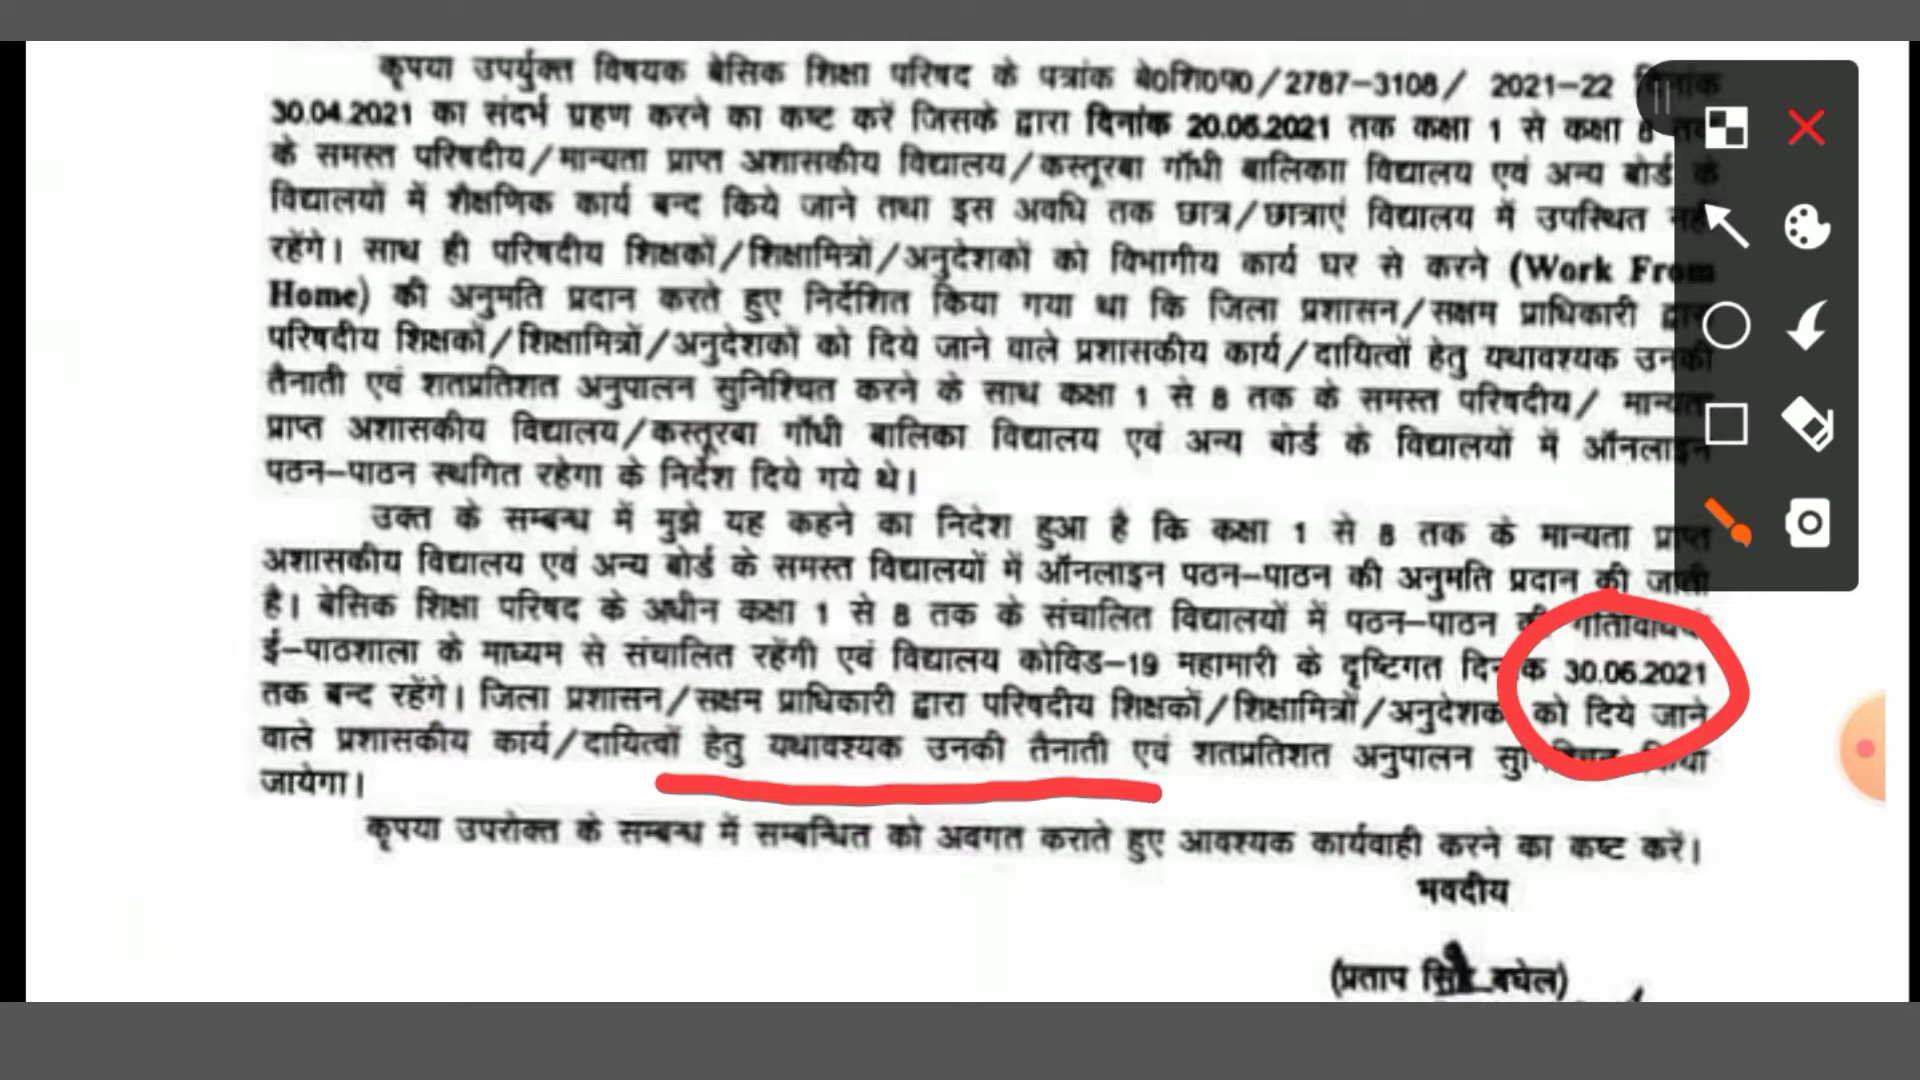 कृपया उपर्युक्त विषयक बेसिक शिक्षा परिषद के पत्रांक बे0शि0प0/2787-3108/ 2021-22 दिनांक
30.04.2021 का संदर्भ ग्रहण करने का कष्ट करें जिसके द्वारा दिनांक 20.05.2021 तक कक्षा 1 से कक्षा 8 तक
के समस्त परिषदीय/मान्यता प्राप्त अशासकीय विद्यालय/कस्तूरबा गाँधी बालिकाा विद्यालय एवं अन्य बोर्ड के
विद्यालयों में शैक्षणिक कार्य बन्द किये जाने तथा इस अवधि तक छात्र/छात्राएं विद्यालय में उपस्थित नही
रहेंगे। साथ ही परिषदीय शिक्षकों/शिक्षामित्रों/अनुदेशकों को विभागीय कार्य घर से करने (Work From
Home) की अनुमति प्रदान करते हुए निर्देशित किया गया था कि जिला प्रशासन/सक्षम प्राधिकारी द्वारा
परिषदीय शिक्षकों/शिक्षामित्रों/अनुदेशकों को दिये जाने वाले प्रशासकीय कार्य/दायित्वों हेतु यथावश्यक उनकी
तैनाती एवं शतप्रतिशत अनुपालन सुनिश्चित करने के साथ कक्षा 1 से 8 तक के समस्त परिषदीय/ मान्यता
प्राप्त अशासकीय विद्यालय/कस्तूरबा गाँधी बालिका विद्यालय एवं अन्य बोर्ड के विद्यालयों में ऑनलाइन
पठन-पाठन स्थगित रहेगा के निर्देश दिये गये थे।
उक्त के सम्बन्ध में मुझे यह कहने का निदेश हुआ है कि कक्षा 1 से 8 तक के मान्यता प्राप्त
अशासकीय विद्यालय एवं अन्य बोर्ड के समस्त विद्यालयों में ऑनलाइन पठन-पाठन की अनुमति प्रदान की जाती
है। बेसिक शिक्षा परिषद के अधीन कक्षा 1 से 8 तक के संचालित विद्यालयों में पठन-पाठन की
ई-पाठशाला के माध्यम से संचालित रहेंगी एवं विद्यालय कोविड-19 महामारी के दृष्टिगत दिनांक 30.06.2021
तक बन्द रहेंगे। जिला प्रशासन/सक्षम प्राधिकारी द्वारा परिषदीय शिक्षकों/शिक्षामित्रों/अनुदेशकों को दिये जाने
वाले प्रशासकीय कार्य/दायित्वों हेतु यथावश्यक उनकी तैनाती एवं शतप्रतिशत अनुपालन सुनिश्चित किया
जायेगा।
कृपया उपरोक्त के सम्बन्ध में सम्बन्धित को अवगत कराते हुए आवश्यक कार्यवाही करने का कष्ट करें।
भवदीय
(प्रताप सिंह बघेल)